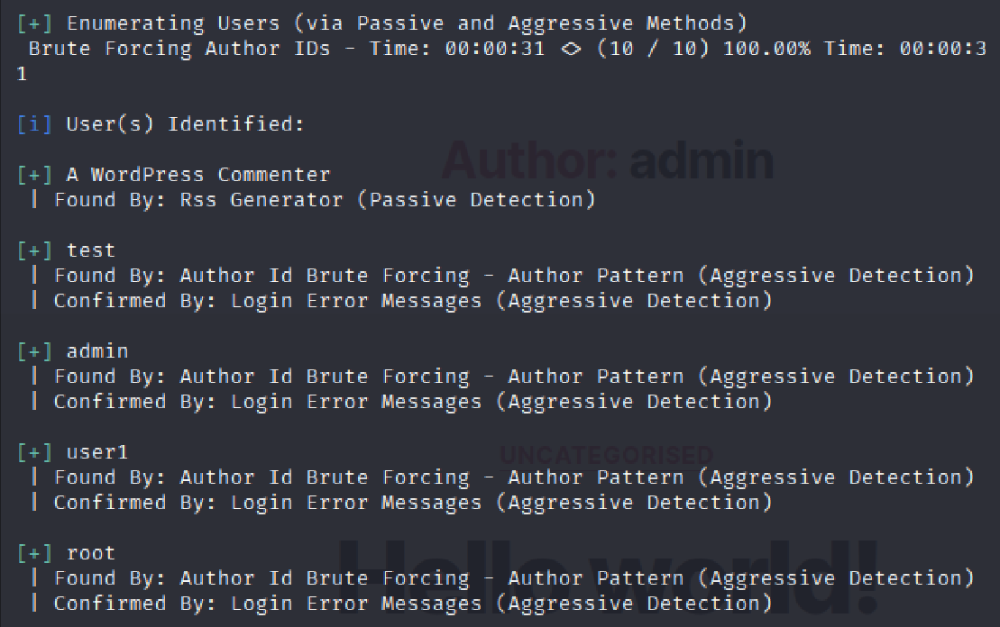 [+] Enumerating Users (via Passive and Aggressive Methods)
Brute Forcing Author IDs - Time: 00:00:31 <> (10 / 10) 100.00% Time: 00:00:3
1
[i] User(s) Identified:
Author: admin
[+] A WordPress Commenter
| Found By: Rss Generator (Passive Detection)
[+] test
| Found By: Author Id Brute Forcing - Author Pattern (Aggressive Detection)
| Confirmed By: Login Error Messages (Aggressive Detection)
[+] admin
| Found By: Author Id Brute Forcing - Author Pattern (Aggressive Detection)
| Confirmed By: Login Error Messages (Aggressive Detection)
[+] user1
UNCATEGORISED
| Found By: Author Id Brute Forcing - Author Pattern (Aggressive Detection)
| Confirmed By: Login Error Messages (Aggressive Detection)
[+] root
Hello world!
| Found By: Author Id Brute Forcing - Author Pattern (Aggressive Detection)
| Confirmed By: Login Error Messages (Aggressive Detection)